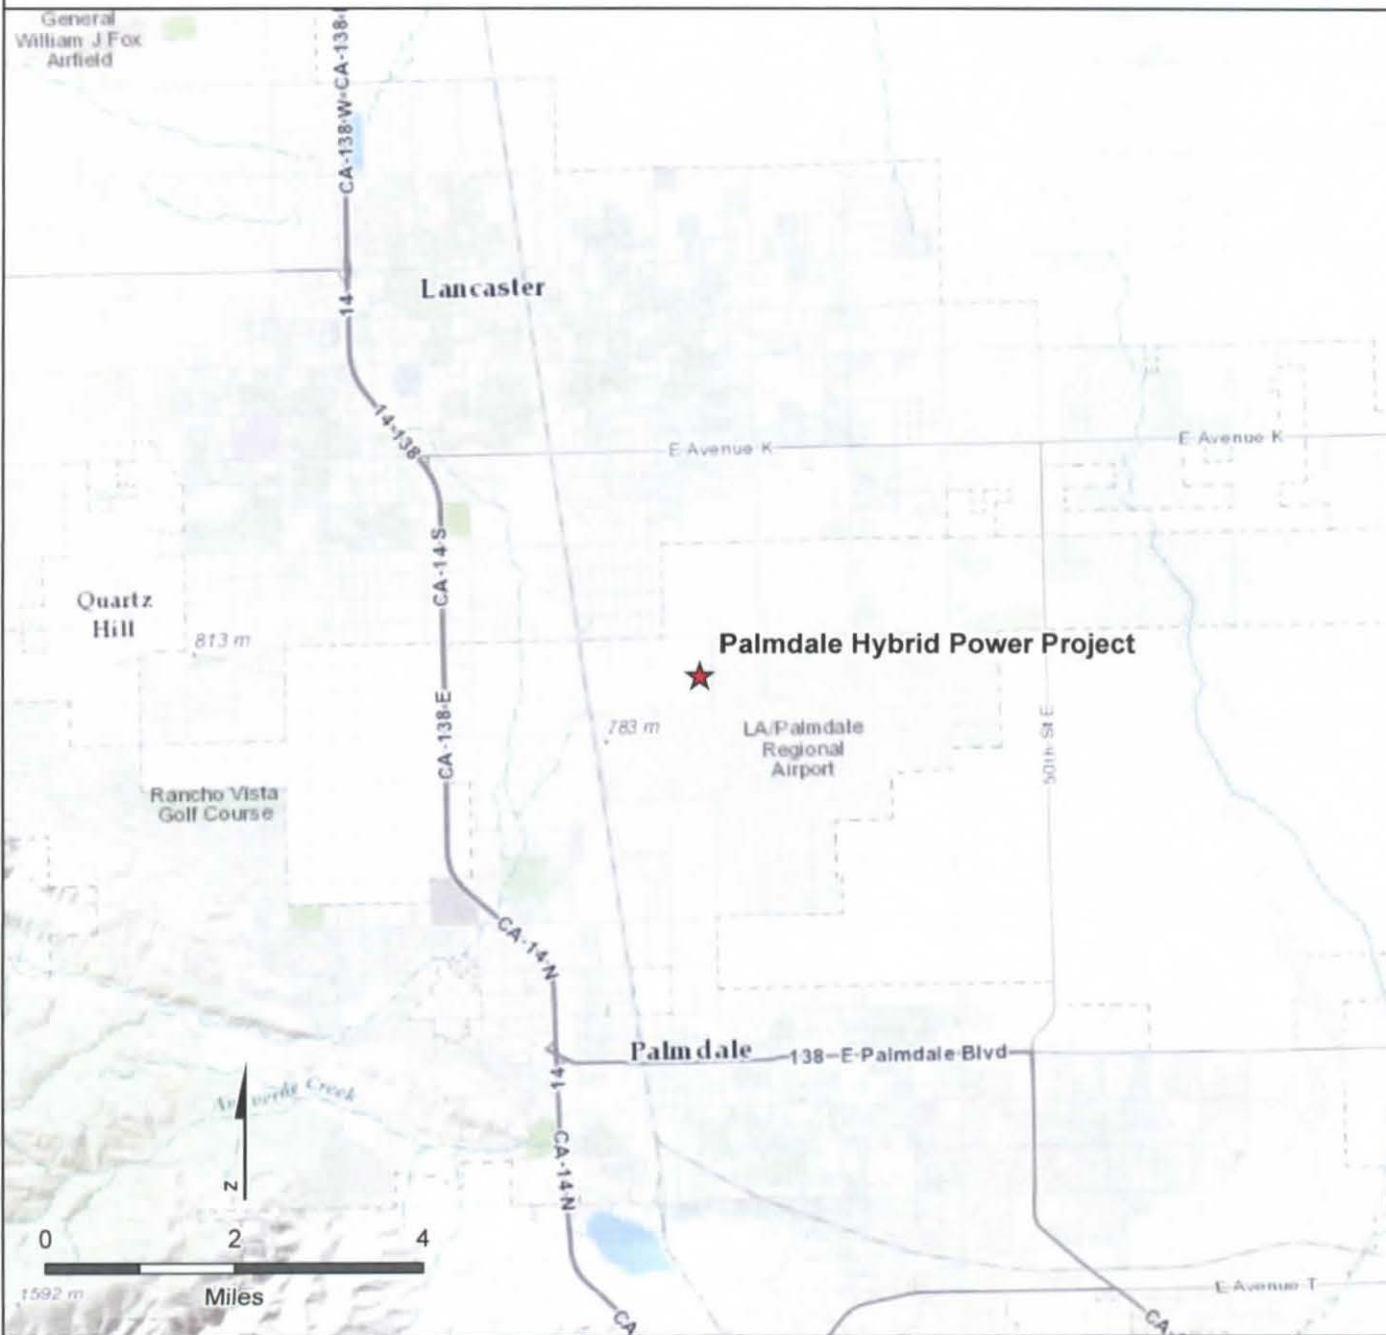 General
William J Fox
Airfield
CA-138-W-CA-138-
14
Lancaster
14-138
E Avenue K
E Avenue K
CA-14-S
Quartz
Hill
813 m
Palmdale Hybrid Power Project
CA-138-E
783 m
LA/Palmdale
Regional
Airport
50th St E
Rancho Vista
Golf Course
CA-14-N
Palmdale
138-E-Palmdale Blvd
14
Creek
CA-14-N
N
0 2 4
Miles
1592 m
E Avenue T
CA
CA